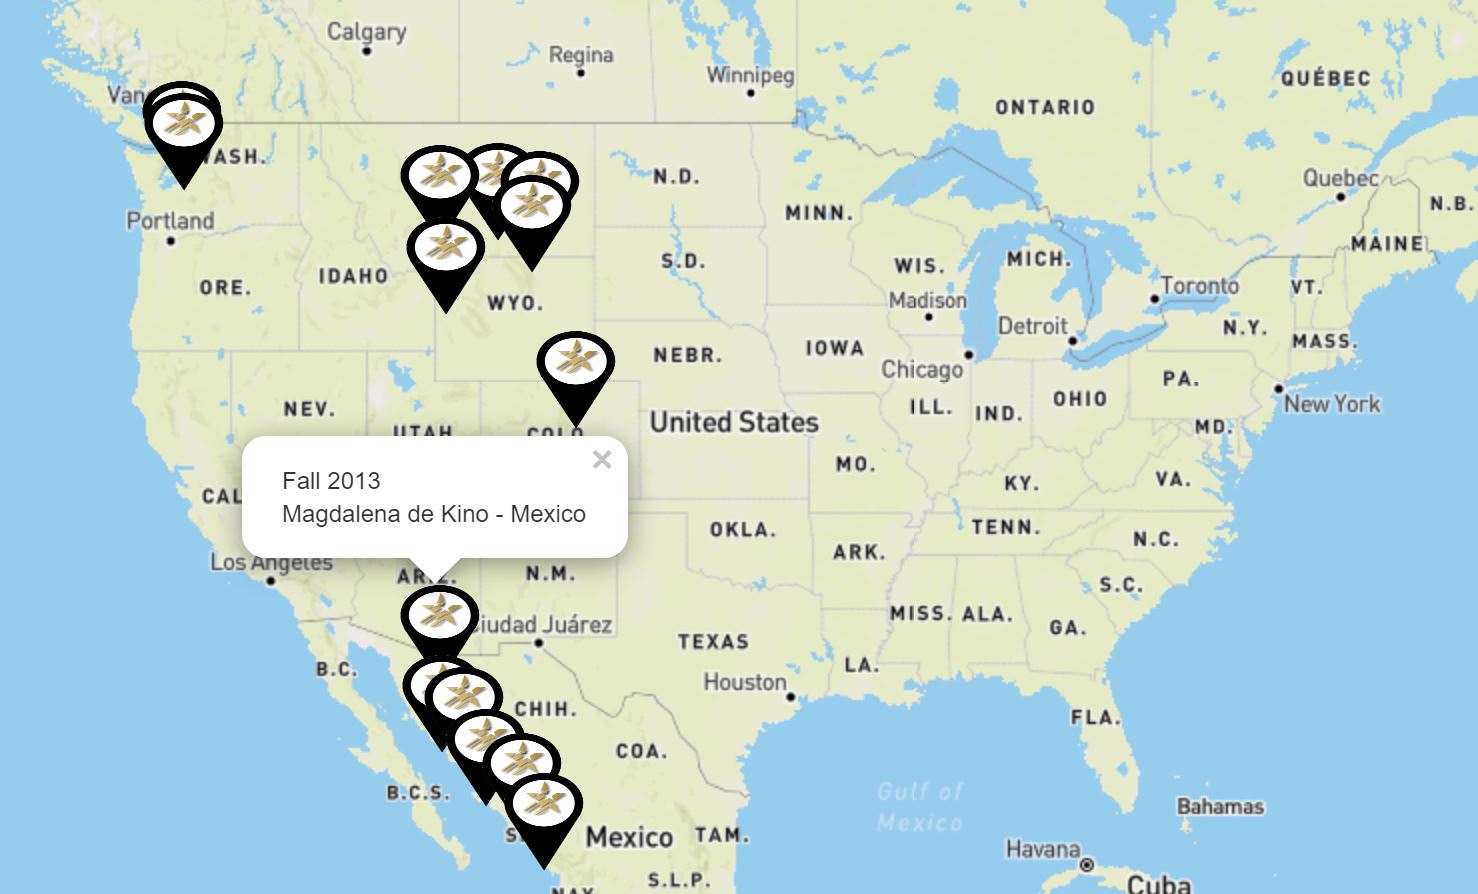 Calgary
Regina
Winnipeg
QUÉBEC
ONTARIO
Van
WASH.
N.D.
Quebec
MINN.
N.B.
Portland
MAINE
S.D.
WIS.
MICH.
IDAHO
ORE.
Toronto
VT.
Madison
WYO.
Detroit
N.Y.
MASS.
NEBR.
IOWA
Chicago
PA.
NEV.
ILL.
IND.
OHIO
New York
United States
UTAH
COLO
MD.
MO.
Fall 2013
×
KY.
VA.
CAL
Magdalena de Kino - Mexico
OKLA.
TENN.
N.C.
ARK.
Los Angeles
ARIZ.
N.M.
S.C.
MISS.
ALA.
GA.
Ciudad Juárez
TEXAS
B.C.
LA.
Houston
CHIH.
FLA.
COA.
B.C.S.
Gulf of
Mexico
Bahamas
Mexico
TAM.
Havana
S.L.P.
Cuba
NAY